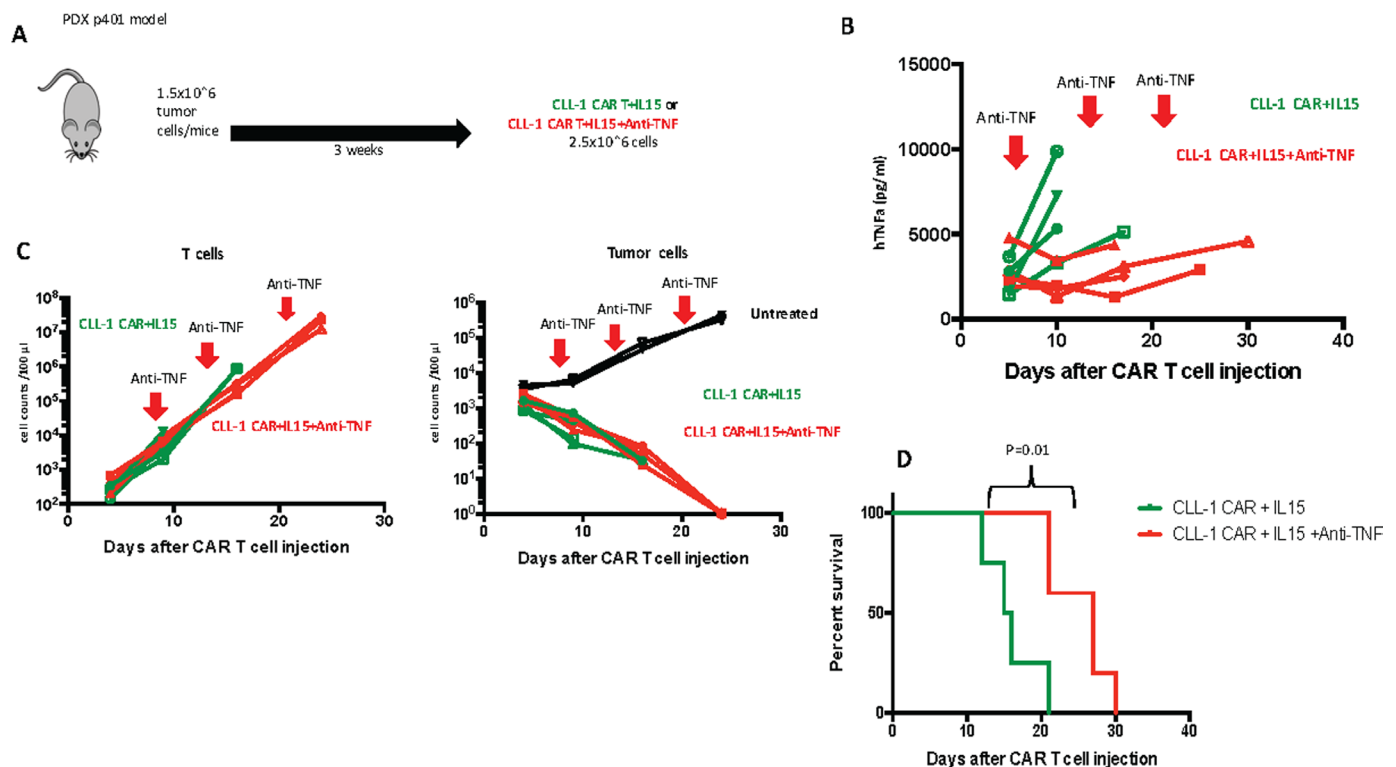 PDX p401 model
A
1.5x10^6
tumor
cells/mice
3 weeks
CLL-1 CAR T+IL15 or
CLL-1 CAR T+IL15+Anti-TNF
2.5x10^6 cells
B
15000
10000
5000
0
hTNFa (pg/ml)
Anti-TNF
Anti-TNF
Anti-TNF
CLL-1 CAR+IL15
CLL-1 CAR+IL15+Anti-TNF
0 10 20 30 40
Days after CAR T cell injection
C
T cells
10^8
10^7
10^6
10^5
10^4
10^3
10^2
cell counts /100 µl
CLL-1 CAR+IL15
Anti-TNF
Anti-TNF
Anti-TNF
CLL-1 CAR+IL15+Anti-TNF
0 10 20 30
Days after CAR T cell injection
Tumor cells
10^6
10^5
10^4
10^3
10^2
10^1
10^0
cell counts /100 µl
Anti-TNF
Anti-TNF
Anti-TNF
Untreated
CLL-1 CAR+IL15
CLL-1 CAR+IL15+Anti-TNF
0 10 20 30
Days after CAR T cell injection
D
P=0.01
100
50
0
Percent survival
CLL-1 CAR + IL15
CLL-1 CAR + IL15 +Anti-TNF
0 10 20 30 40
Days after CAR T cell injection